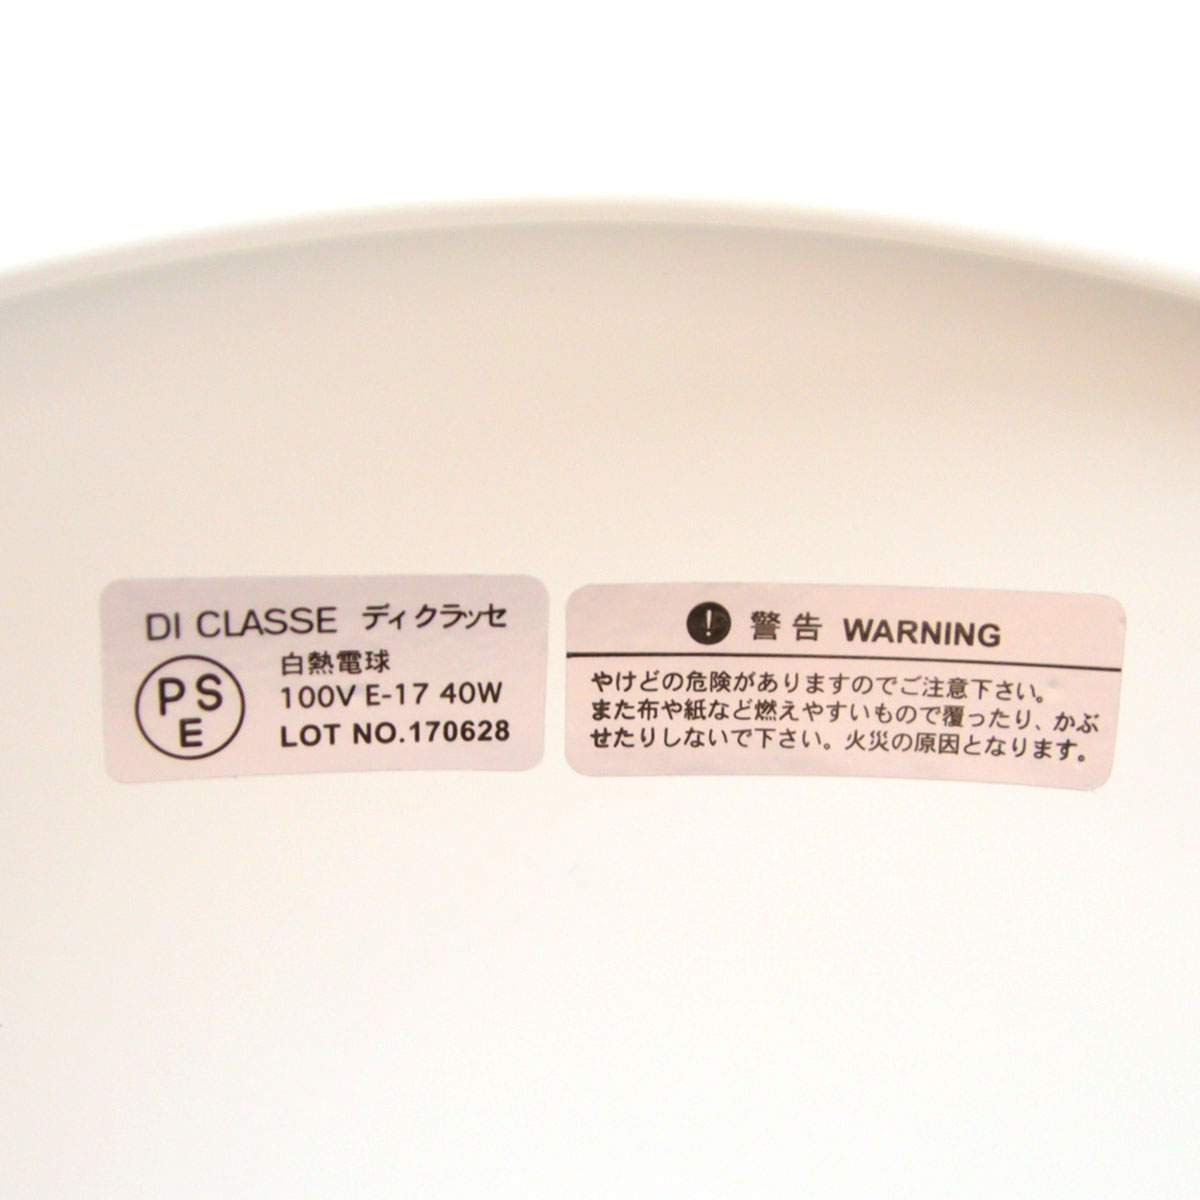 DI CLASSE ディ クラッセ
PS
E
白熱電球
100V E-17 40W
LOT NO.170628
! 警告 WARNING
やけどの危険がありますのでご注意下さい。
また布や紙など燃えやすいもので覆ったり、かぶ
せたりしないで下さい。火災の原因となります。